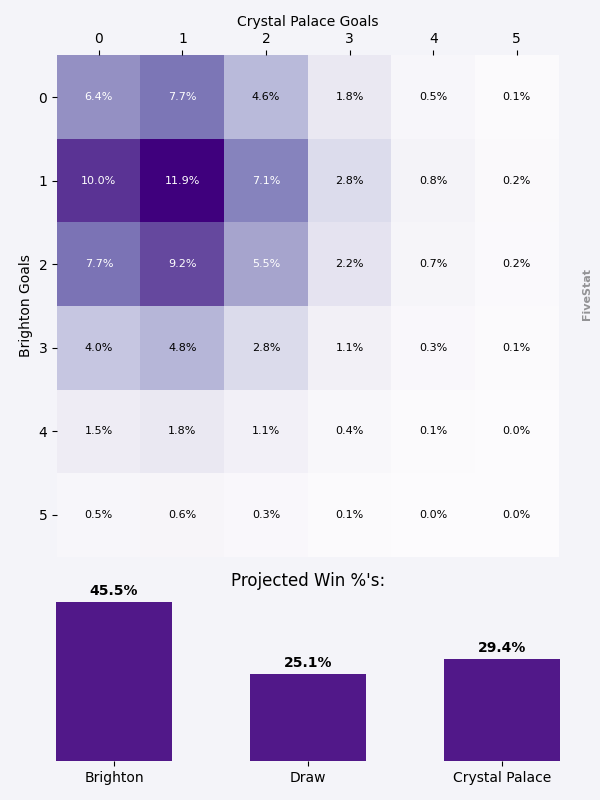 Crystal Palace Goals
0 1 2 3 4 5
0 6.4% 7.7% 4.6% 1.8% 0.5% 0.1%
1 10.0% 11.9% 7.1% 2.8% 0.8% 0.2%
2 7.7% 9.2% 5.5% 2.2% 0.7% 0.2%
3 4.0% 4.8% 2.8% 1.1% 0.3% 0.1%
4 1.5% 1.8% 1.1% 0.4% 0.1% 0.0%
5 0.5% 0.6% 0.3% 0.1% 0.0% 0.0%
Brighton Goals
FiveStat
Projected Win %'s:
45.5% 25.1% 29.4%
Brighton Draw Crystal Palace